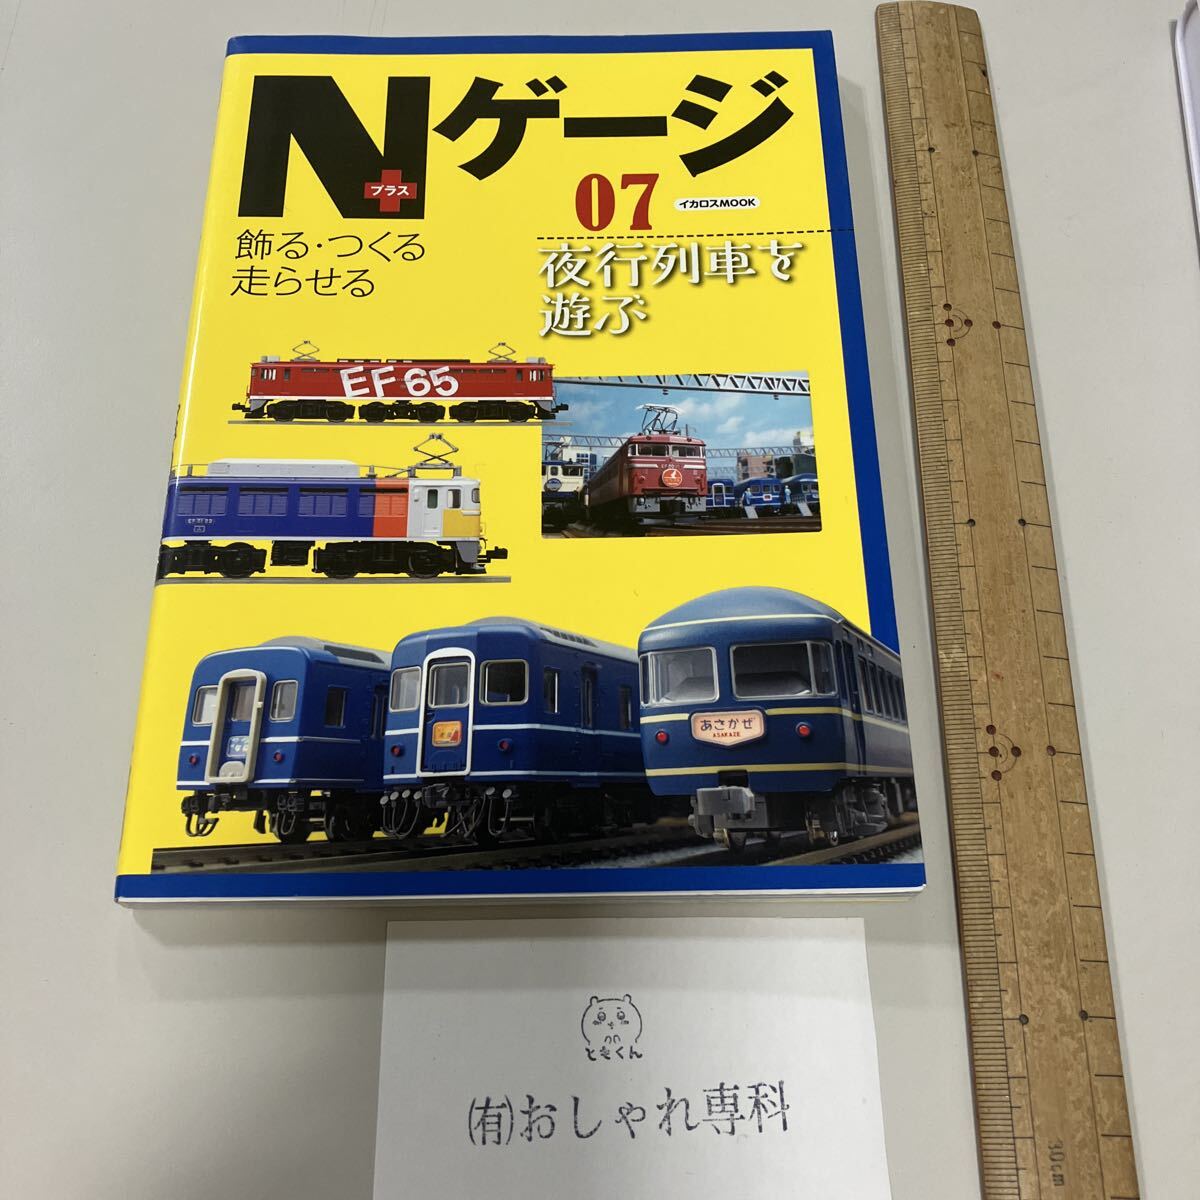 Nゲージ
プラス
07
イカロスMOOK
飾る・つくる
走らせる
夜行列車を
遊ぶ
EF65
あさかぜ
ASAKAZE
ともくん
(有)おしゃれ専科
30cm